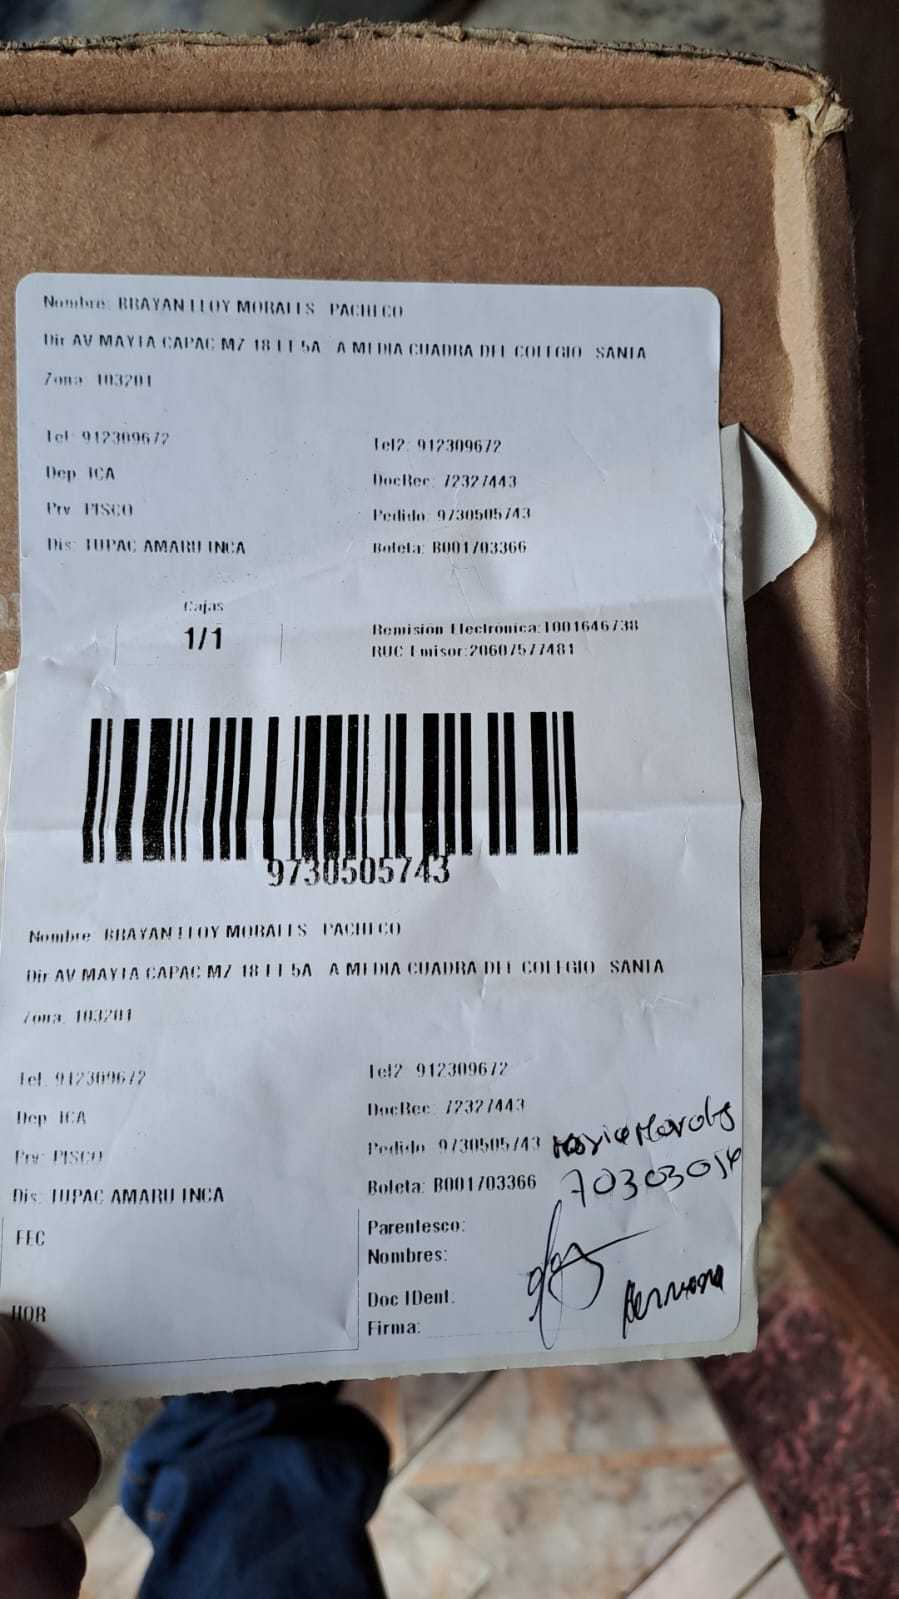 Nombre: BRAYAN ELOY MORALES PACHECO
Dir AV MAYTA CAPAC MZ 18 LT 5A A MEDIA CUADRA DEL COLEGIO SANTA
Zona: 103201
Tel: 912309672 Tel2: 912309672
Dep ICA DocRec: 72327443
Prv PISCO Pedido: 9730505743
Dis: TUPAC AMARU INCA Boleta: B001703366
Cajas
1/1
Remisión Electrónica:T001646738
RUC Emisor:20607577481
9730505743
Nombre BRAYAN ELOY MORALES PACHECO
Dir AV MAYTA CAPAC MZ 18 LT 5A A MEDIA CUADRA DEL COLEGIO SANTA
Zona: 103201
Tel. 912309672 Tel2 912309672
Dep ICA DocRec: 72327443
Prv PISCO Pedido 9730505743
Dis: TUPAC AMARU INCA Boleta: B001703366
FEC
Parentesco:
Nombres:
Doc IDent.
HOR
Firma:
Hermana